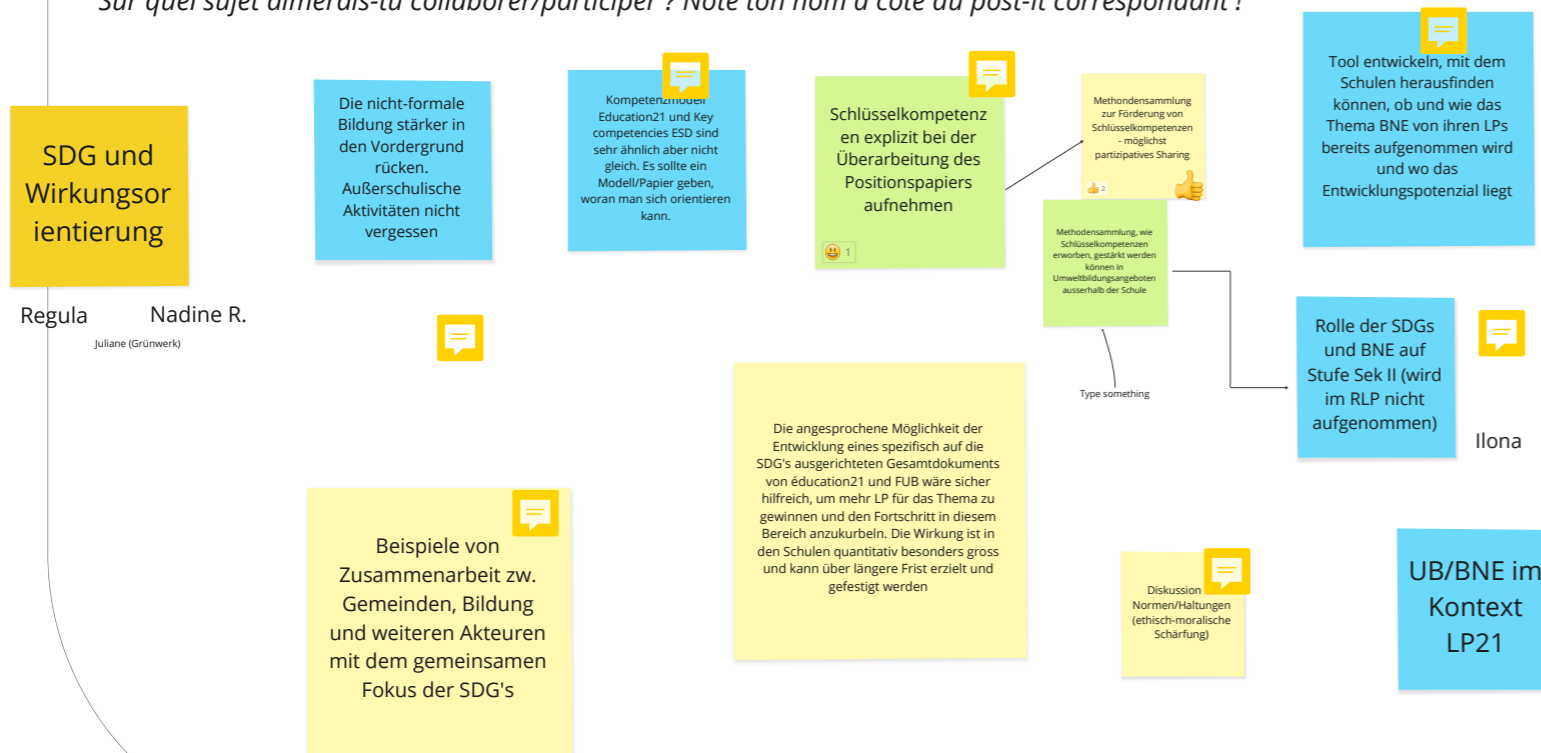 Sur quel sujet aimerais-tu collaborer/participer ? Note ton nom à côté du post-it correspondant !
SDG und
Wirkungsor
ientierung
Regula
Nadine R.
Juliane (Grünwerk)
Die nicht-formale
Bildung stärker in
den Vordergrund
rücken.
Außerschulische
Aktivitäten nicht
vergessen
Kompetenzmodell
Education21 und Key
competencies ESD sind
sehr ähnlich aber nicht
gleich. Es sollte ein
Modell/Papier geben,
woran man sich orientieren
kann.
Schlüsselkompetenz
en explizit bei der
Überarbeitung des
Positionspapiers
aufnehmen
1
Methondensammlung
zur Förderung von
Schlüsselkompetenzen
- möglichst
partizipatives Sharing
2
Methodensammlung, wie
Schlüsselkompetenzen
erworben, gestärkt werden
können in
Umweltbildungsangeboten
ausserhalb der Schule
Type something
Tool entwickeln, mit dem
Schulen herausfinden
können, ob und wie das
Thema BNE von ihren LPs
bereits aufgenommen wird
und wo das
Entwicklungspotenzial liegt
Rolle der SDGs
und BNE auf
Stufe Sek II (wird
im RLP nicht
aufgenommen)
Ilona
Beispiele von
Zusammenarbeit zw.
Gemeinden, Bildung
und weiteren Akteuren
mit dem gemeinsamen
Fokus der SDG's
Die angesprochene Möglichkeit der
Entwicklung eines spezifisch auf die
SDG's ausgerichteten Gesamtdokuments
von éducation21 und FUB wäre sicher
hilfreich, um mehr LP für das Thema zu
gewinnen und den Fortschritt in diesem
Bereich anzukurbeln. Die Wirkung ist in
den Schulen quantitativ besonders gross
und kann über längere Frist erzielt und
gefestigt werden
Diskussion
Normen/Haltungen
(ethisch-moralische
Schärfung)
UB/BNE im
Kontext
LP21